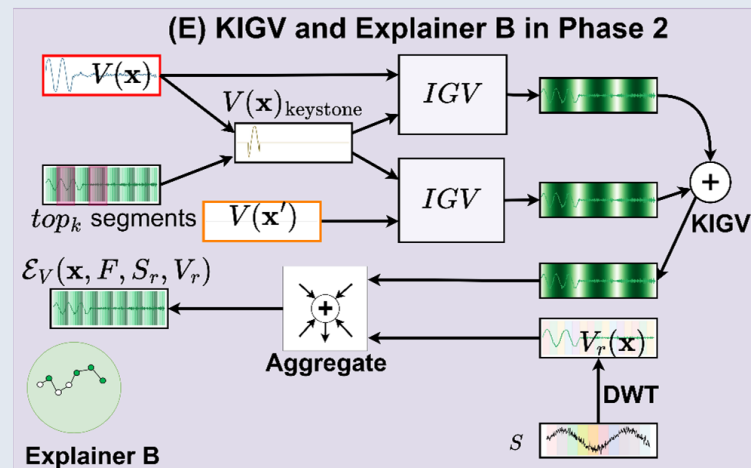 (E) KIGV and Explainer B in Phase 2
V(x)
V(x)keystone
IGV
topk segments
V(x′)
IGV
+
KIGV
ℰV(x, F, Sr, Vr)
+
Aggregate
Vr(x)
DWT
S
Explainer B